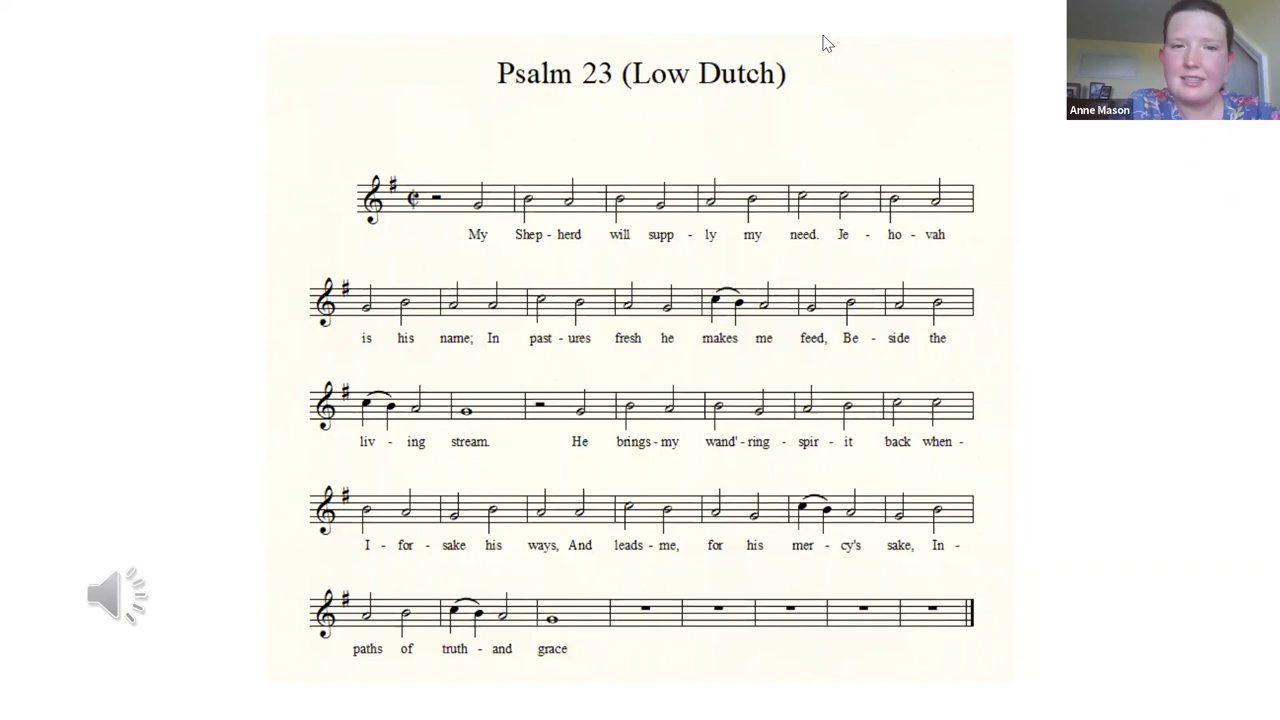 Anne Mason
Psalm 23 (Low Dutch)
My Shep - herd will supp - ly my need. Je - ho - vah
is his name; In past - ures fresh he makes me feed, Be - side the
liv - ing stream. He brings - my wand' - ring - spir - it back when -
I - for - sake his ways, And leads - me, for his mer - cy's sake, In -
paths of truth - and grace